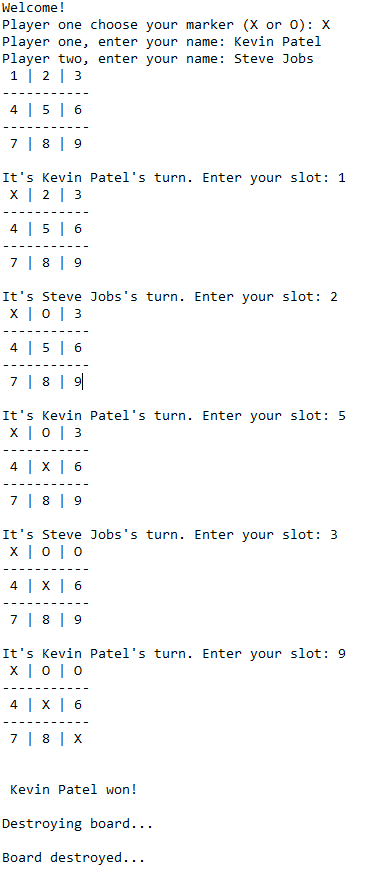 Welcome!
Player one choose your marker (X or O): X
Player one, enter your name: Kevin Patel
Player two, enter your name: Steve Jobs
 1 | 2 | 3
-----------
 4 | 5 | 6
-----------
 7 | 8 | 9

It's Kevin Patel's turn. Enter your slot: 1
 X | 2 | 3
-----------
 4 | 5 | 6
-----------
 7 | 8 | 9

It's Steve Jobs's turn. Enter your slot: 2
 X | O | 3
-----------
 4 | 5 | 6
-----------
 7 | 8 | 9

It's Kevin Patel's turn. Enter your slot: 5
 X | O | 3
-----------
 4 | X | 6
-----------
 7 | 8 | 9

It's Steve Jobs's turn. Enter your slot: 3
 X | O | O
-----------
 4 | X | 6
-----------
 7 | 8 | 9

It's Kevin Patel's turn. Enter your slot: 9
 X | O | O
-----------
 4 | X | 6
-----------
 7 | 8 | X

 Kevin Patel won!

Destroying board...

Board destroyed...